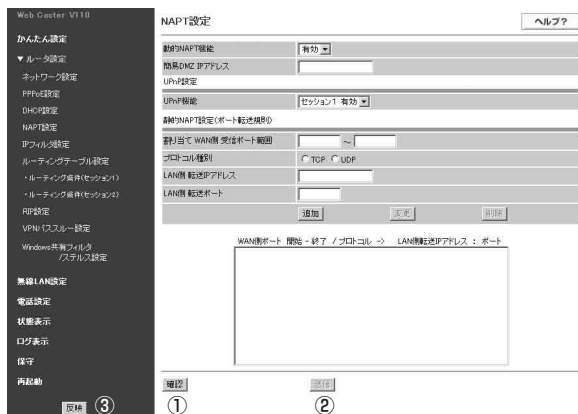 Web Caster V110
かんたん設定
▼ ルータ設定
ネットワーク設定
PPPoE設定
DHCP設定
NAPT設定
IPフィルタ設定
ルーティングテーブル設定
・ルーティング条件(セッション1)
・ルーティング条件(セッション2)
RIP設定
VPNパススルー設定
Windows共有フィルタ
/ステルス設定
無線LAN設定
電話設定
状態表示
ログ表示
保守
再起動
反映 ③
NAPT設定
ヘルプ?
動的NAPT機能 有効
簡易DMZ IPアドレス
UPnP設定
UPnP機能 セッション1 有効
静的NAPT設定(ポート転送規則)
割り当て WAN側 受信ポート範囲 ～
プロトコル種別 TCP UDP
LAN側 転送IPアドレス
LAN側 転送ポート
追加 変更 削除
WAN側ポート 開始 - 終了 / プロトコル -> LAN側転送IPアドレス : ポート
確認 送信
① ②